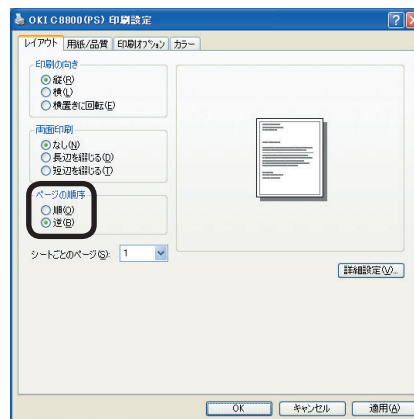 OKI C8800(PS) 印刷設定
レイアウト 用紙/品質 印刷オプション カラー
印刷の向き
縦(R)
横(L)
横置きに回転(E)
両面印刷
なし(N)
長辺を綴じる(D)
短辺を綴じる(T)
ページの順序
順(O)
逆(B)
シートごとのページ(S): 1
詳細設定(V)...
OK キャンセル 適用(A)